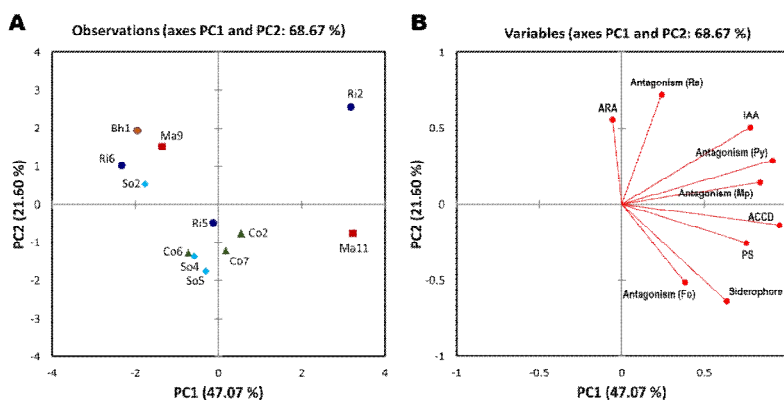 A
Observations (axes PC1 and PC2: 68.67 %)
4
3
2
1
0
-1
-2
-3
-4
-4
-2
0
2
4
PC2 (21.60 %)
PC1 (47.07 %)
Ri2
Bh1
Ma9
Ri6
So2
Ri5
Co2
Ma11
Co6
Co7
So4
So5
B
Variables (axes PC1 and PC2: 68.67 %)
1
0.5
0
-0.5
-1
-1
-0.5
0
0.5
1
PC2 (21.60 %)
PC1 (47.07 %)
Antagonism (Rs)
ARA
IAA
Antagonism (Py)
Antagonism (Mp)
ACCD
PS
Siderophore
Antagonism (Fo)